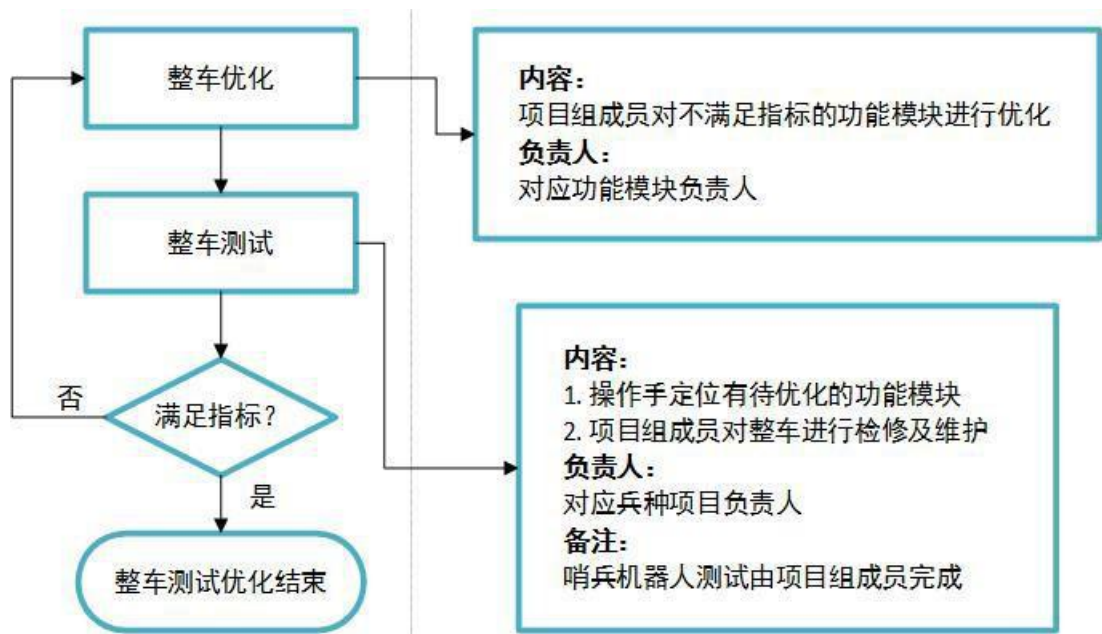 整车优化
内容：
项目组成员对不满足指标的功能模块进行优化
负责人：
对应功能模块负责人
整车测试
满足指标？
否
是
整车测试优化结束
内容：
1. 操作手定位有待优化的功能模块
2. 项目组成员对整车进行检修及维护
负责人：
对应兵种项目负责人
备注：
哨兵机器人测试由项目组成员完成